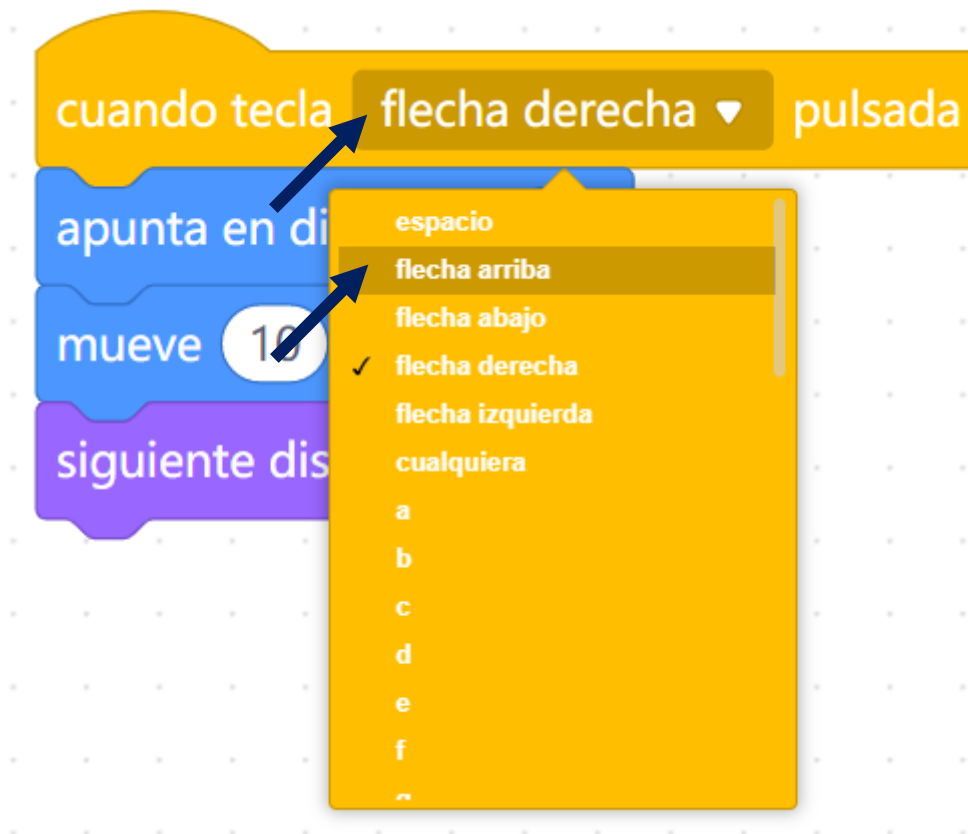 cuando tecla flecha derecha pulsada
apunta en di
espacio
flecha arriba
flecha abajo
mueve 10
flecha derecha
flecha izquierda
siguiente dis
cualquiera
a
b
c
d
e
f